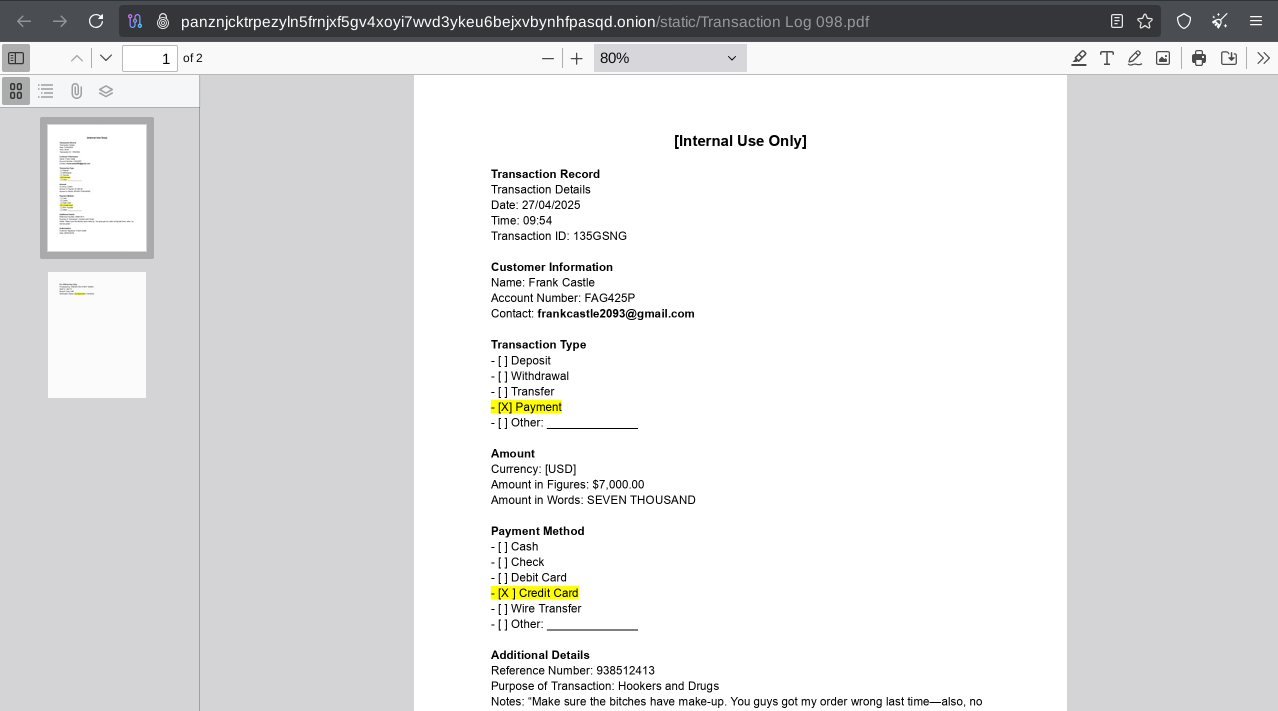 panznjcktrpezyln5frnjxf5gv4xoyi7wvd3ykeu6bejxvbynhfpasqd.onion/static/Transaction Log 098.pdf
1 of 2
80%
[Internal Use Only]
Transaction Record
Transaction Details
Date: 27/04/2025
Time: 09:54
Transaction ID: 135GSNG
Customer Information
Name: Frank Castle
Account Number: FAG425P
Contact: frankcastle2093@gmail.com
Transaction Type
- [ ] Deposit
- [ ] Withdrawal
- [ ] Transfer
- [X] Payment
- [ ] Other: ______________
Amount
Currency: [USD]
Amount in Figures: $7,000.00
Amount in Words: SEVEN THOUSAND
Payment Method
- [ ] Cash
- [ ] Check
- [ ] Debit Card
- [X ] Credit Card
- [ ] Wire Transfer
- [ ] Other: ______________
Additional Details
Reference Number: 938512413
Purpose of Transaction: Hookers and Drugs
Notes: “Make sure the bitches have make-up. You guys got my order wrong last time—also, no